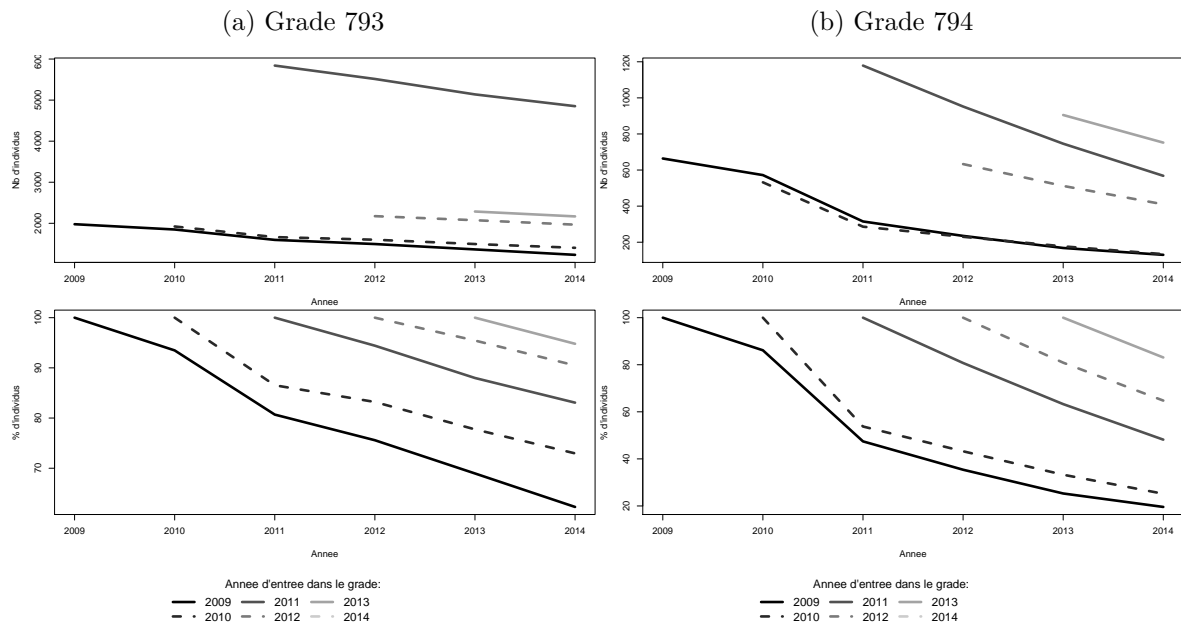 (a) Grade 793
(b) Grade 794
Nb d'individus
2000
3000
4000
5000
2009 2010 2011 2012 2013 2014
Annee
Nb d'individus
200
400
600
800
1000
2009 2010 2011 2012 2013 2014
Annee
% d'individus
70
80
90
100
2009 2010 2011 2012 2013 2014
Annee
% d'individus
20
40
60
80
100
2009 2010 2011 2012 2013 2014
Annee
Annee d'entree dans le grade:
2009 2011 2013
2010 2012 2014
Annee d'entree dans le grade:
2009 2011 2013
2010 2012 2014